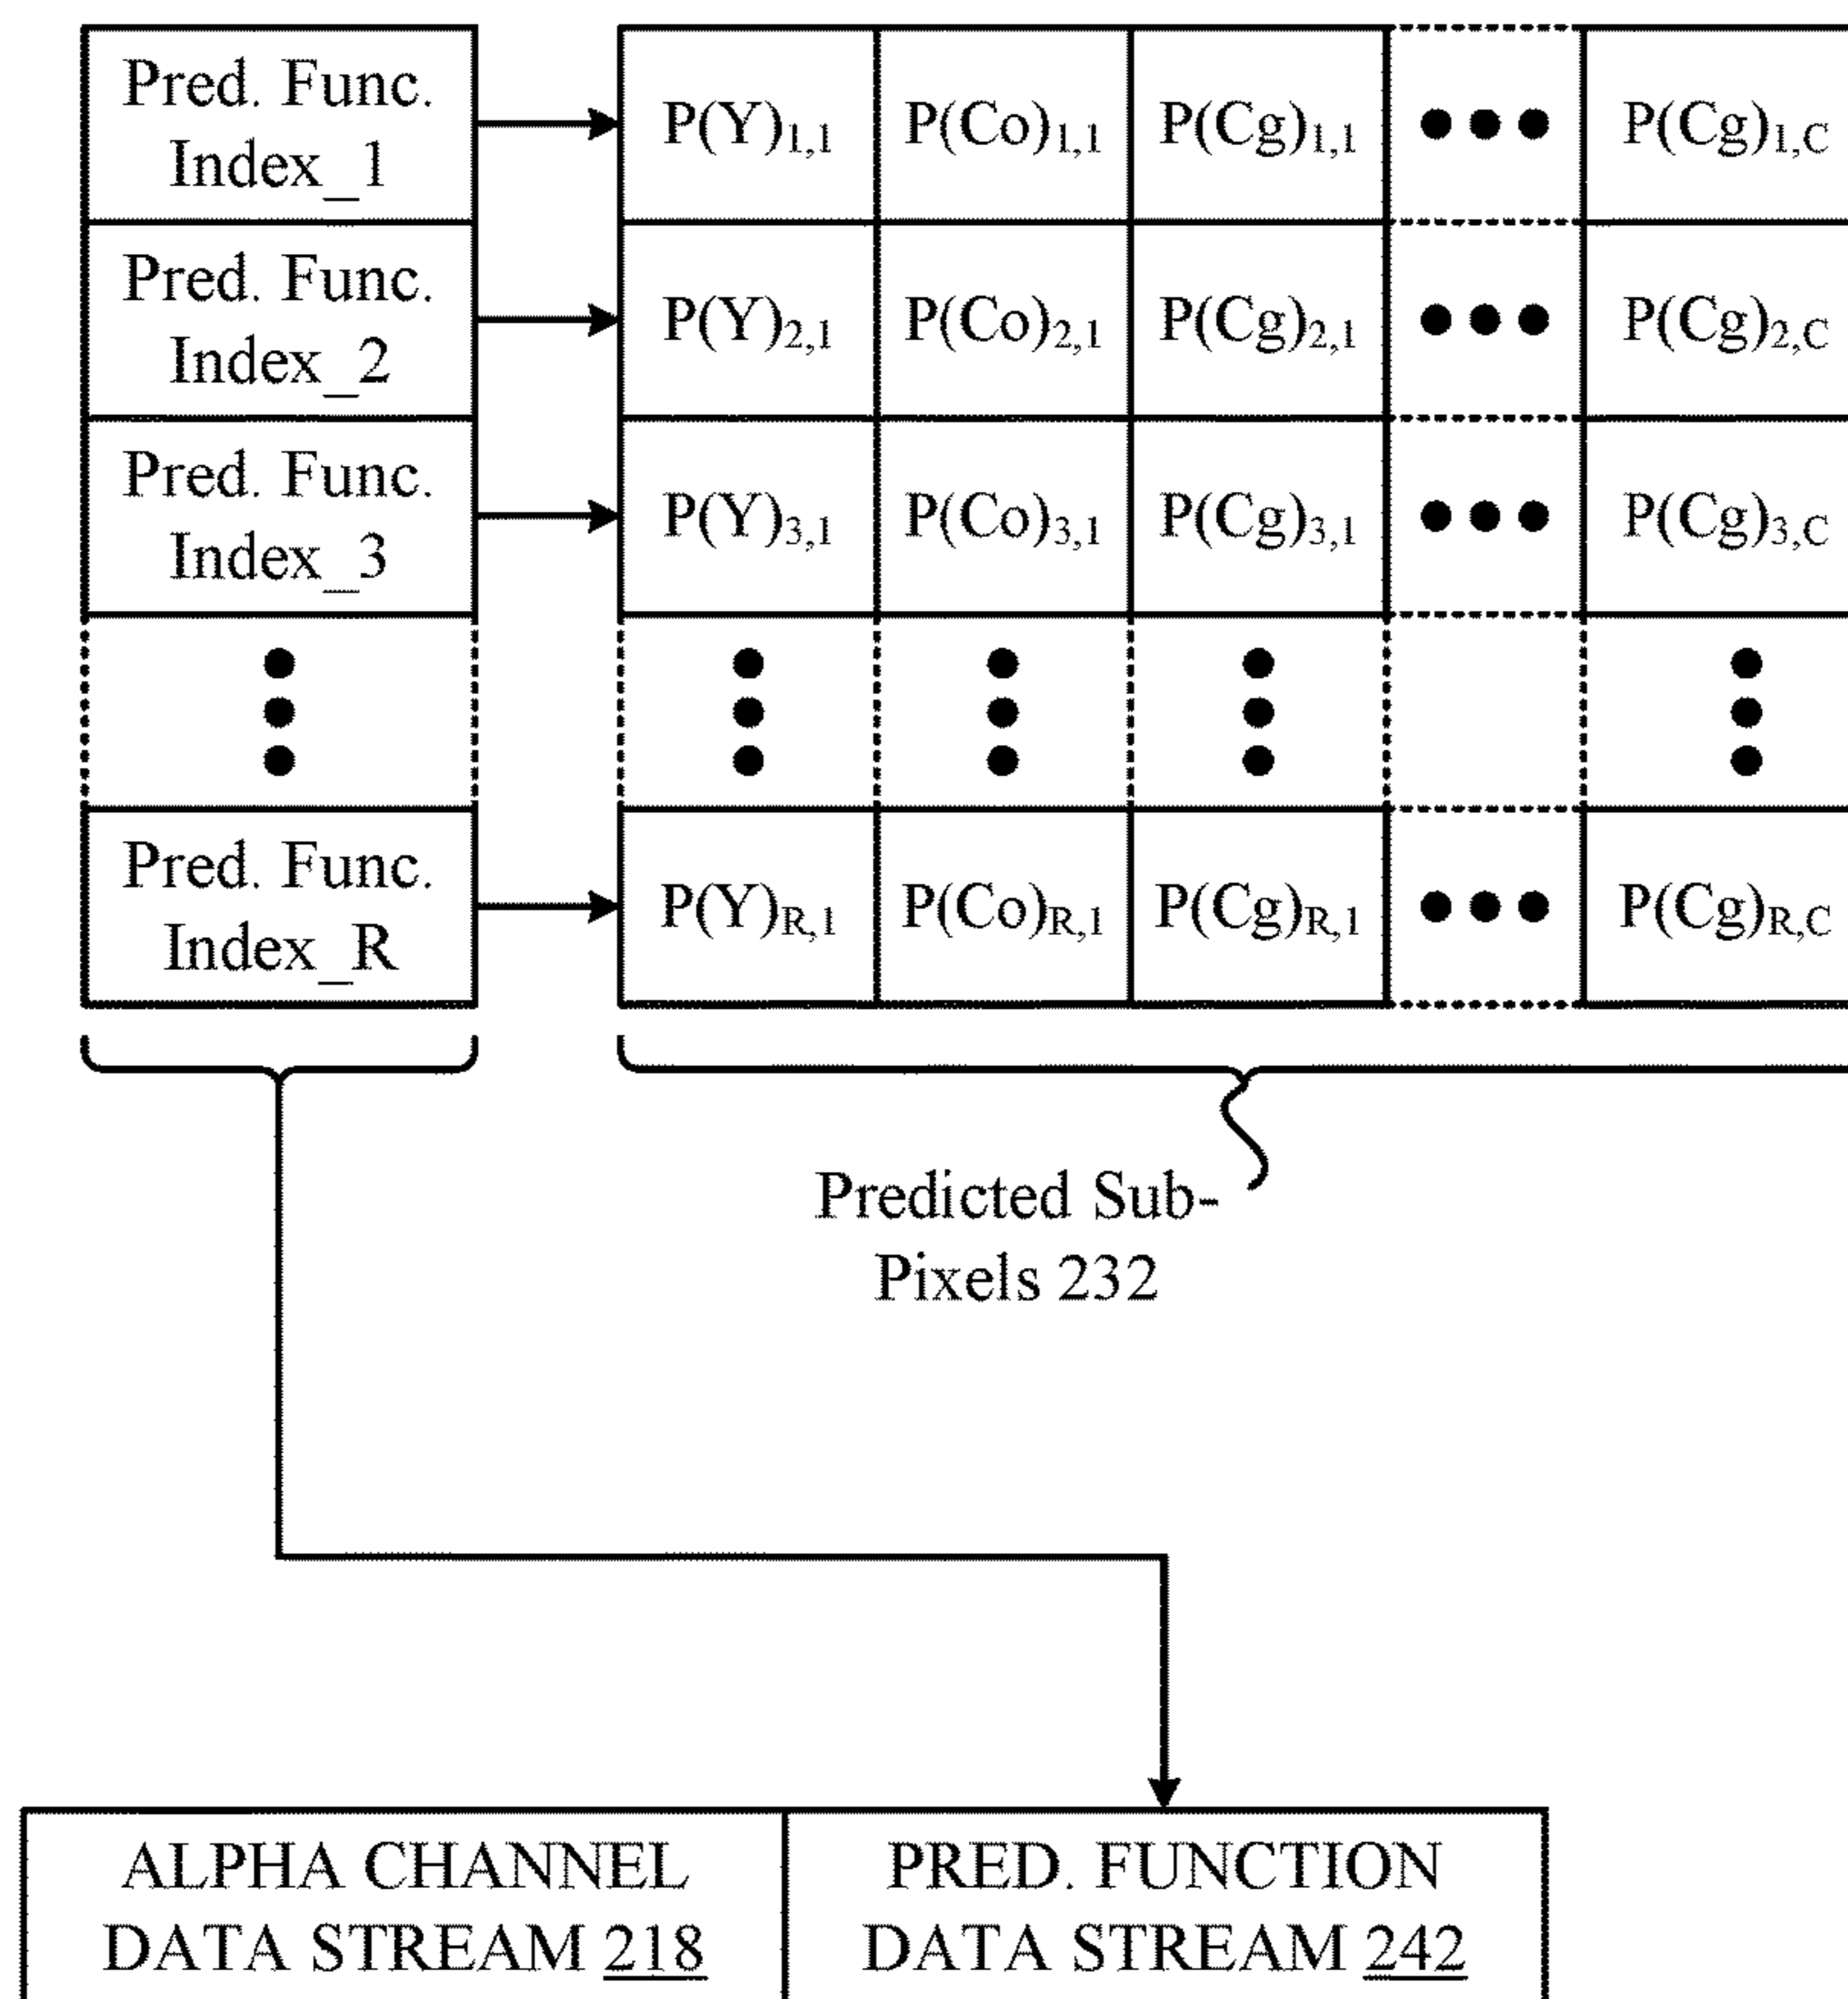 Pred. Func.
Index_1
P(Y)1,1 P(Co)1,1 P(Cg)1,1 ●●● P(Cg)1,C
Pred. Func.
Index_2
P(Y)2,1 P(Co)2,1 P(Cg)2,1 ●●● P(Cg)2,C
Pred. Func.
Index_3
P(Y)3,1 P(Co)3,1 P(Cg)3,1 ●●● P(Cg)3,C
Pred. Func.
Index_R
P(Y)R,1 P(Co)R,1 P(Cg)R,1 ●●● P(Cg)R,C
Predicted Sub-
Pixels 232
ALPHA CHANNEL
DATA STREAM 218
PRED. FUNCTION
DATA STREAM 242